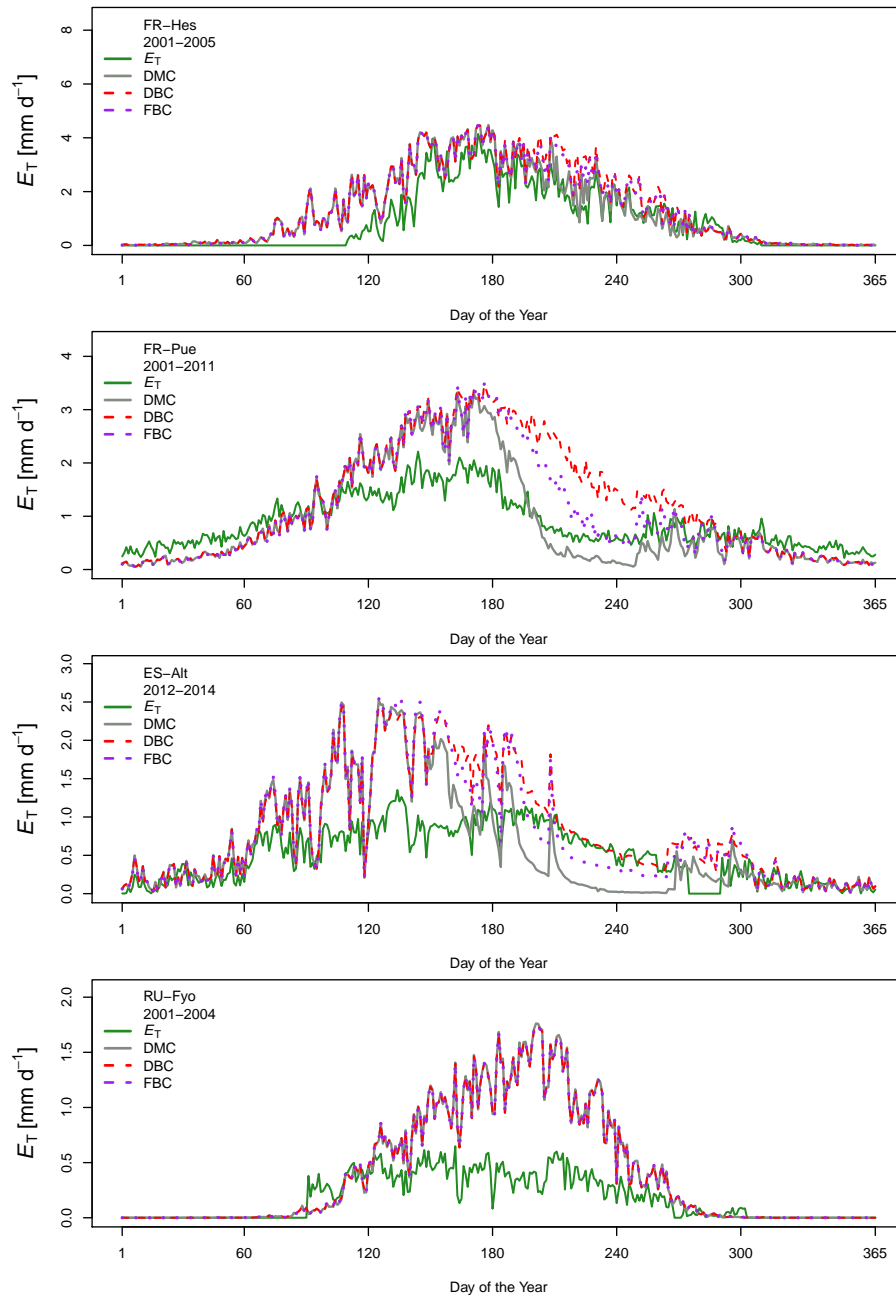 FR−Hes
2001−2005
E_T
DMC
DBC
FBC
E_T [mm d⁻¹]
0 2 4 6 8
1 60 120 180 240 300 365
Day of the Year
FR−Pue
2001−2011
E_T
DMC
DBC
FBC
E_T [mm d⁻¹]
0 1 2 3 4
1 60 120 180 240 300 365
Day of the Year
ES−Alt
2012−2014
E_T
DMC
DBC
FBC
E_T [mm d⁻¹]
0.0 0.5 1.0 1.5 2.0 2.5 3.0
1 60 120 180 240 300 365
Day of the Year
RU−Fyo
2001−2004
E_T
DMC
DBC
FBC
E_T [mm d⁻¹]
0.0 0.5 1.0 1.5 2.0
1 60 120 180 240 300 365
Day of the Year